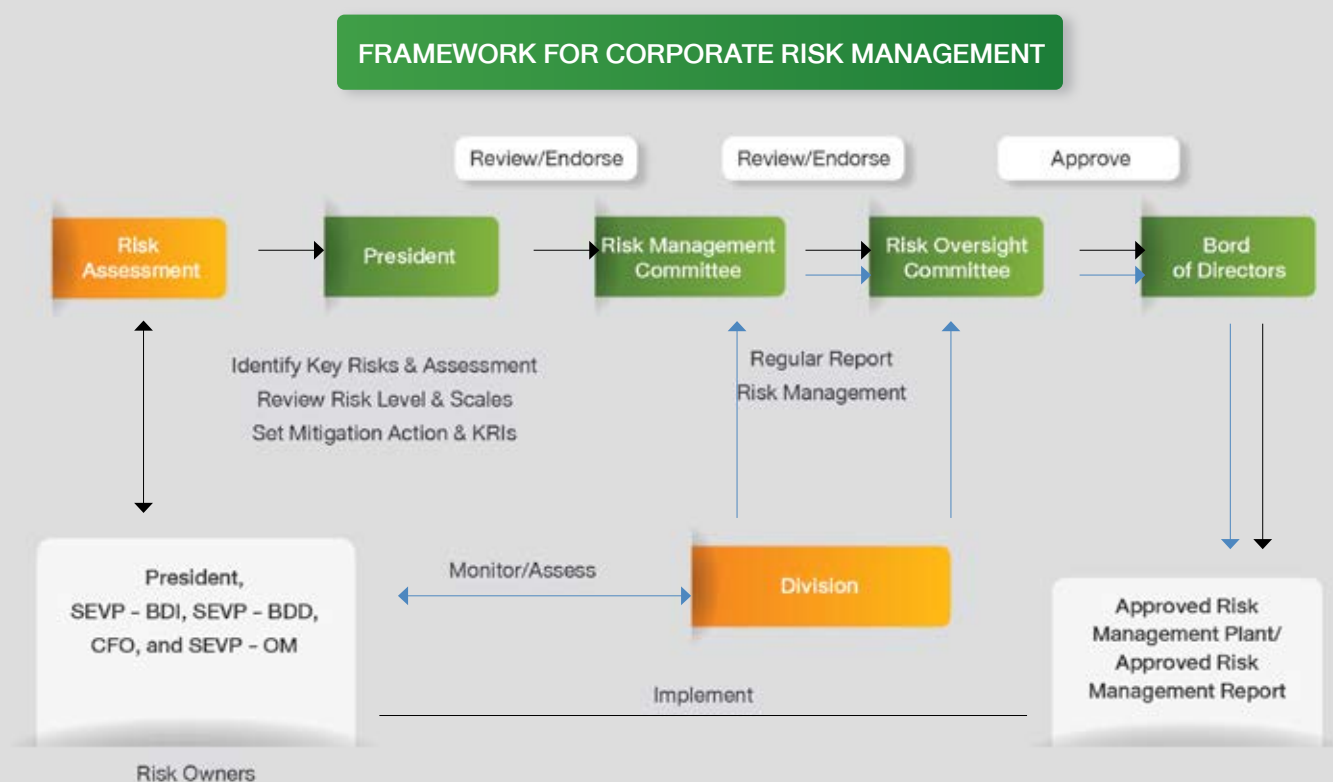 FRAMEWORK FOR CORPORATE RISK MANAGEMENT
Review/Endorse
Review/Endorse
Approve
Risk
Assessment
President
Risk Management
Committee
Risk Oversight
Committee
Bord
of Directors
Identify Key Risks & Assessment
Review Risk Level & Scales
Set Mitigation Action & KRIs
Regular Report
Risk Management
President,
SEVP - BDI, SEVP - BDD,
CFO, and SEVP - OM
Monitor/Assess
Division
Approved Risk
Management Plant/
Approved Risk
Management Report
Implement
Risk Owners